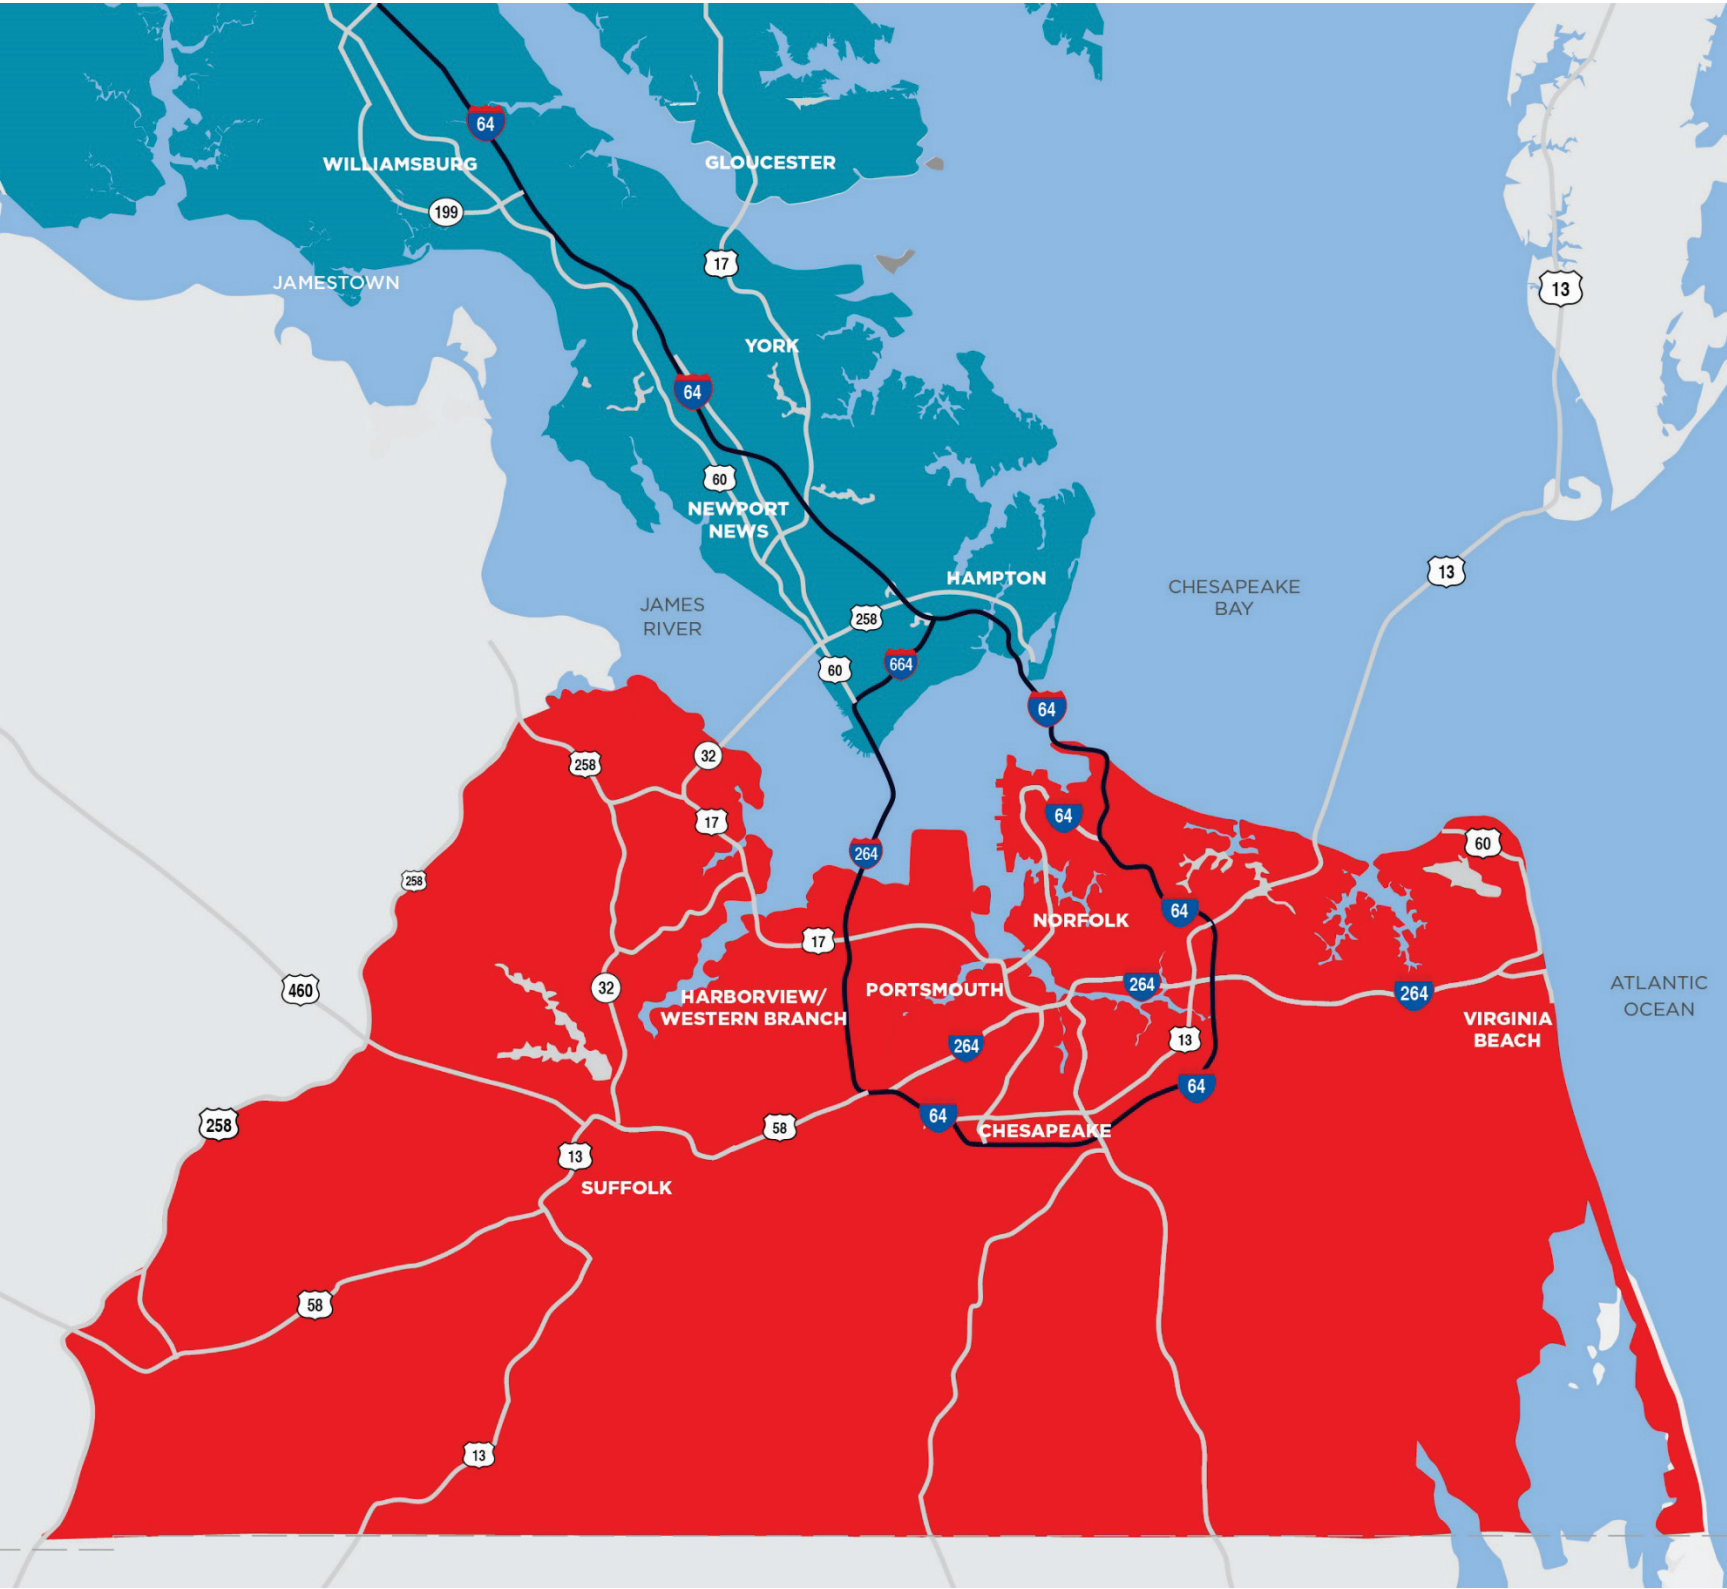 64
WILLIAMSBURG
GLOUCESTER
199
17
JAMESTOWN
13
YORK
64
60
NEWPORT
NEWS
13
HAMPTON
CHESAPEAKE
BAY
JAMES
RIVER
258
664
60
64
32
258
64
17
60
264
258
64
NORFOLK
17
264
264
460
32
PORTSMOUTH
HARBORVIEW/
WESTERN BRANCH
ATLANTIC
OCEAN
VIRGINIA
BEACH
264
13
64
64
258
58
CHESAPEAKE
13
SUFFOLK
58
13